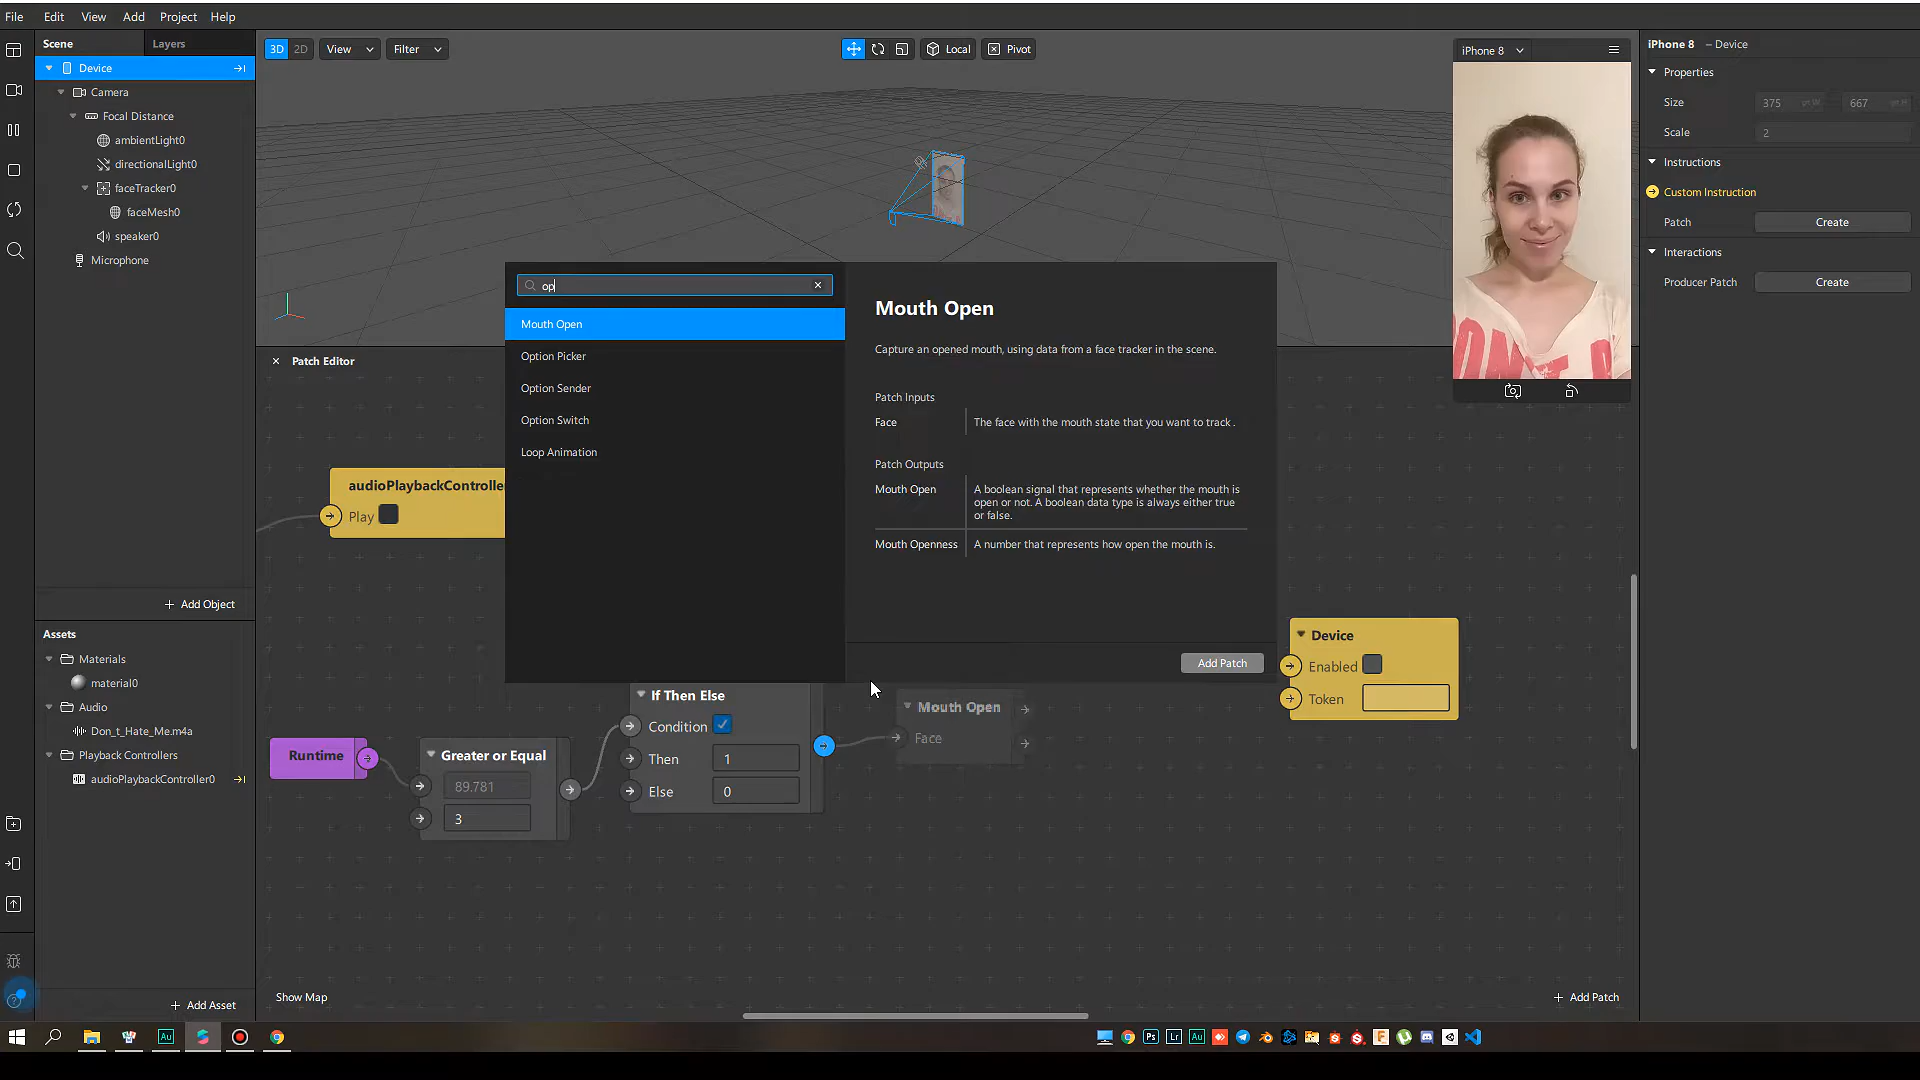 File Edit View Add Project Help
Scene Layers
3D 2D View Filter Local Pivot
iPhone 8
iPhone 8 – Device
Device
Camera
Focal Distance
ambientLight0
directionalLight0
faceTracker0
faceMesh0
speaker0
Microphone
+ Add Object
Assets
Materials
material0
Audio
Don_t_Hate_Me.m4a
Playback Controllers
audioPlaybackController0
+ Add Asset
Properties
Size 375 667
Scale 2
Instructions
Custom Instruction
Patch Create
Interactions
Producer Patch Create
Patch Editor
op
Mouth Open
Option Picker
Option Sender
Option Switch
Loop Animation
Mouth Open
Capture an opened mouth, using data from a face tracker in the scene.
Patch Inputs
Face The face with the mouth state that you want to track .
Patch Outputs
Mouth Open A boolean signal that represents whether the mouth is
open or not. A boolean data type is always either true
or false.
Mouth Openness A number that represents how open the mouth is.
Add Patch
audioPlaybackController
Play
Runtime
Greater or Equal
89.781
3
If Then Else
Condition
Then 1
Else 0
Mouth Open
Face
Device
Enabled
Token
Show Map
+ Add Patch
Au
Ps Lr Au